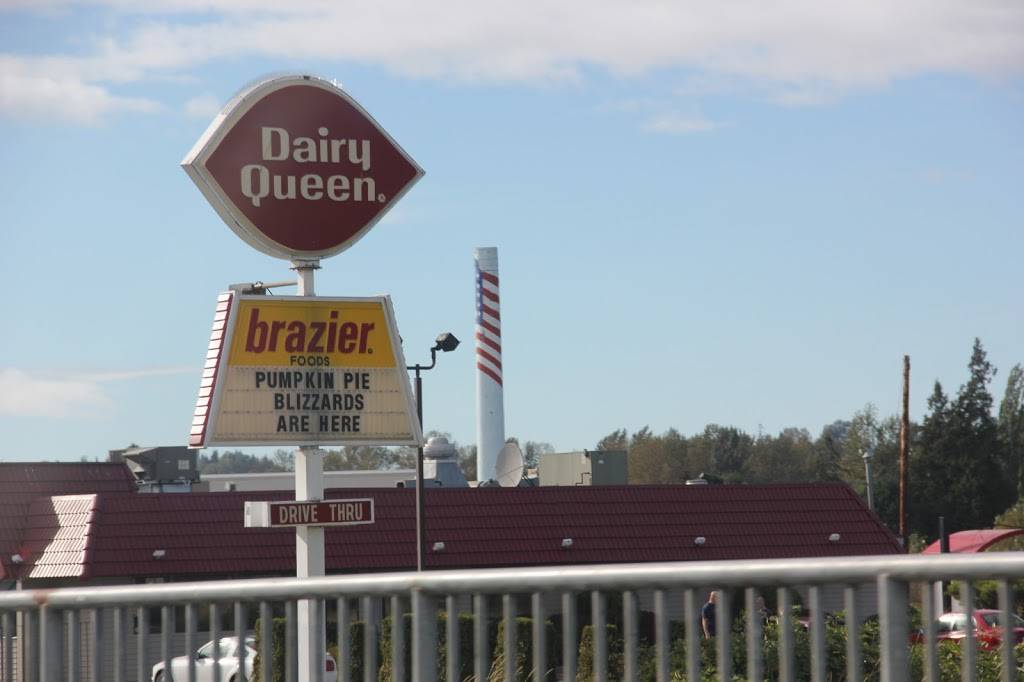 Dairy
Queen®
brazier®
FOODS
PUMPKIN PIE
BLIZZARDS
ARE HERE
DRIVE THRU